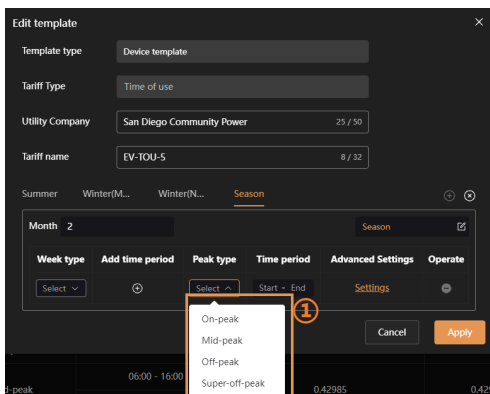 Edit template
Template type Device template
Tariff Type Time of use
Utility Company San Diego Community Power 25 / 50
Tariff name EV-TOU-5 8 / 32
Summer Winter(M... Winter(N... Season
Month 2 Season
Week type Add time period Peak type Time period Advanced Settings Operate
Select Select Start - End Settings
①
On-peak
Mid-peak
Off-peak
Super-off-peak
Cancel Apply
06:00 - 16:00
d-peak 0.42985 0.429